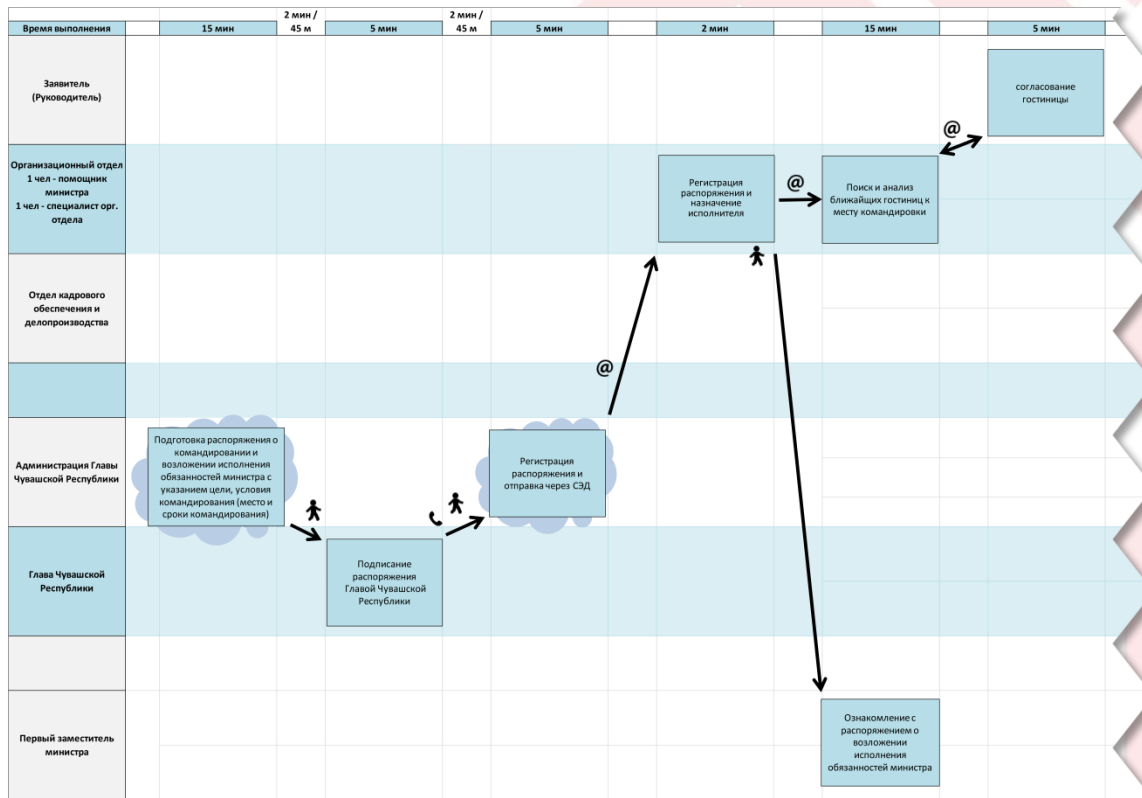 2 мин /
2 мин /
Время выполнения
15 мин
45 м
5 мин
45 м
5 мин
2 мин
15 мин
5 мин
Заявитель
(Руководитель)
согласование
гостиницы
@
Организационный отдел
1 чел - помощник
министра
1 чел - специалист орг.
отдела
Регистрация
распоряжения и
назначение
исполнителя
@
Поиск и анализ
ближайших гостиниц к
месту командировки
Отдел кадрового
обеспечения и
делопроизводства
@
Администрация Главы
Чувашской Республики
Подготовка распоряжения о
командировании и
возложении исполнения
обязанностей министра с
указанием цели, условия
командирования (место и
сроки командирования)
Регистрация
распоряжения и
отправка через СЭД
Глава Чувашской
Республики
Подписание
распоряжения
Главой Чувашской
Республики
Первый заместитель
министра
Ознакомление с
распоряжением о
возложении
исполнения
обязанностей министра